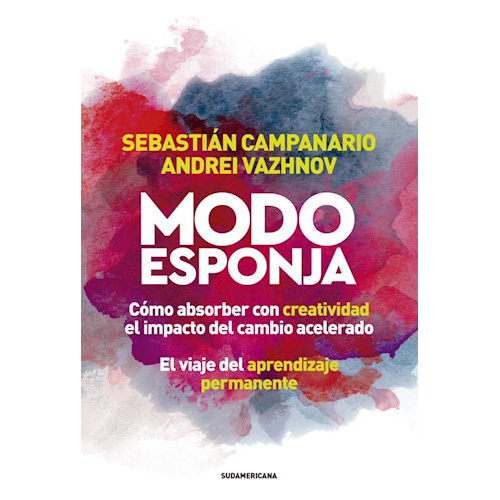 SEBASTIÁN CAMPANARIO
ANDREI VAZHNOV
MODO
ESPONJA
Cómo absorber con creatividad
el impacto del cambio acelerado
El viaje del aprendizaje
permanente
SUDAMERICANA